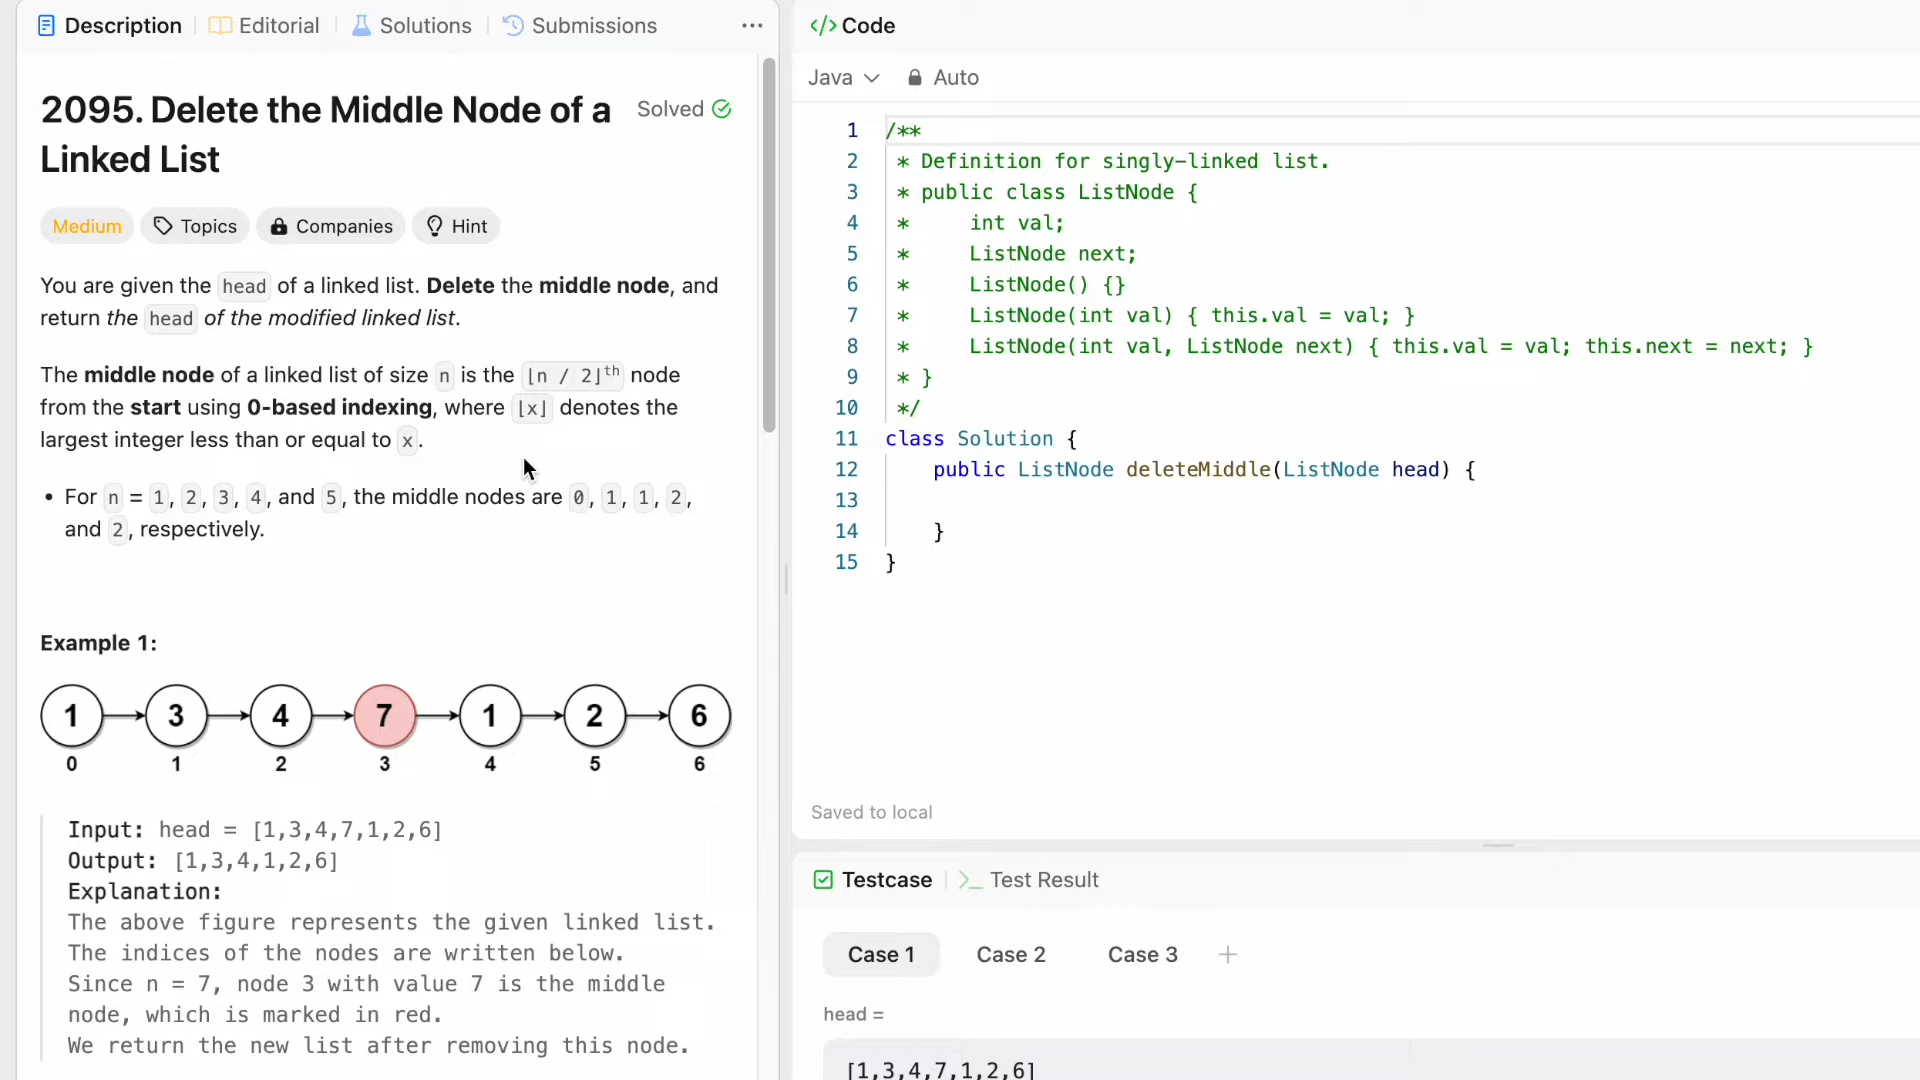 Description Editorial Solutions Submissions
2095. Delete the Middle Node of a
Linked List
Solved
Medium Topics Companies Hint
You are given the head of a linked list. Delete the middle node, and
return the head of the modified linked list.
The middle node of a linked list of size n is the ⌊n / 2⌋th node
from the start using 0-based indexing, where ⌊x⌋ denotes the
largest integer less than or equal to x.
• For n = 1, 2, 3, 4, and 5, the middle nodes are 0, 1, 1, 2,
and 2, respectively.
Example 1:
1 3 4 7 1 2 6
0 1 2 3 4 5 6
Input: head = [1,3,4,7,1,2,6]
Output: [1,3,4,1,2,6]
Explanation:
The above figure represents the given linked list.
The indices of the nodes are written below.
Since n = 7, node 3 with value 7 is the middle
node, which is marked in red.
We return the new list after removing this node.
</> Code
Java Auto
1 /**
2 * Definition for singly-linked list.
3 * public class ListNode {
4 *     int val;
5 *     ListNode next;
6 *     ListNode() {}
7 *     ListNode(int val) { this.val = val; }
8 *     ListNode(int val, ListNode next) { this.val = val; this.next = next; }
9 * }
10 */
11 class Solution {
12     public ListNode deleteMiddle(ListNode head) {
13
14     }
15 }
Saved to local
Testcase >_ Test Result
Case 1 Case 2 Case 3 +
head =
[1,3,4,7,1,2,6]